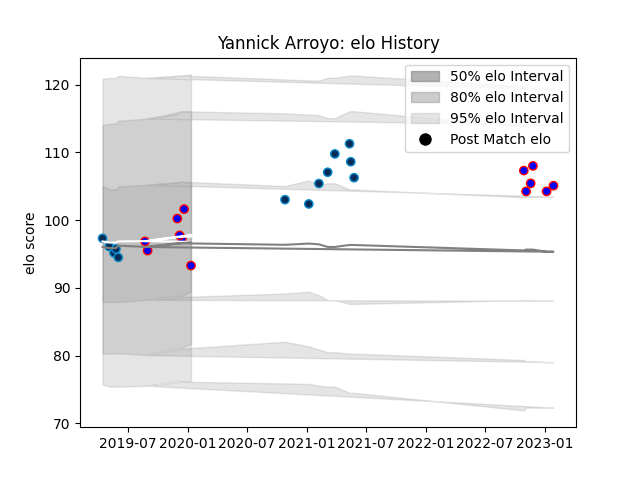 Yannick Arroyo: elo History
50% elo Interval
80% elo Interval
95% elo Interval
Post Match elo
elo score
120
110
100
90
80
70
2019-07 2020-01 2020-07 2021-01 2021-07 2022-01 2022-07 2023-01